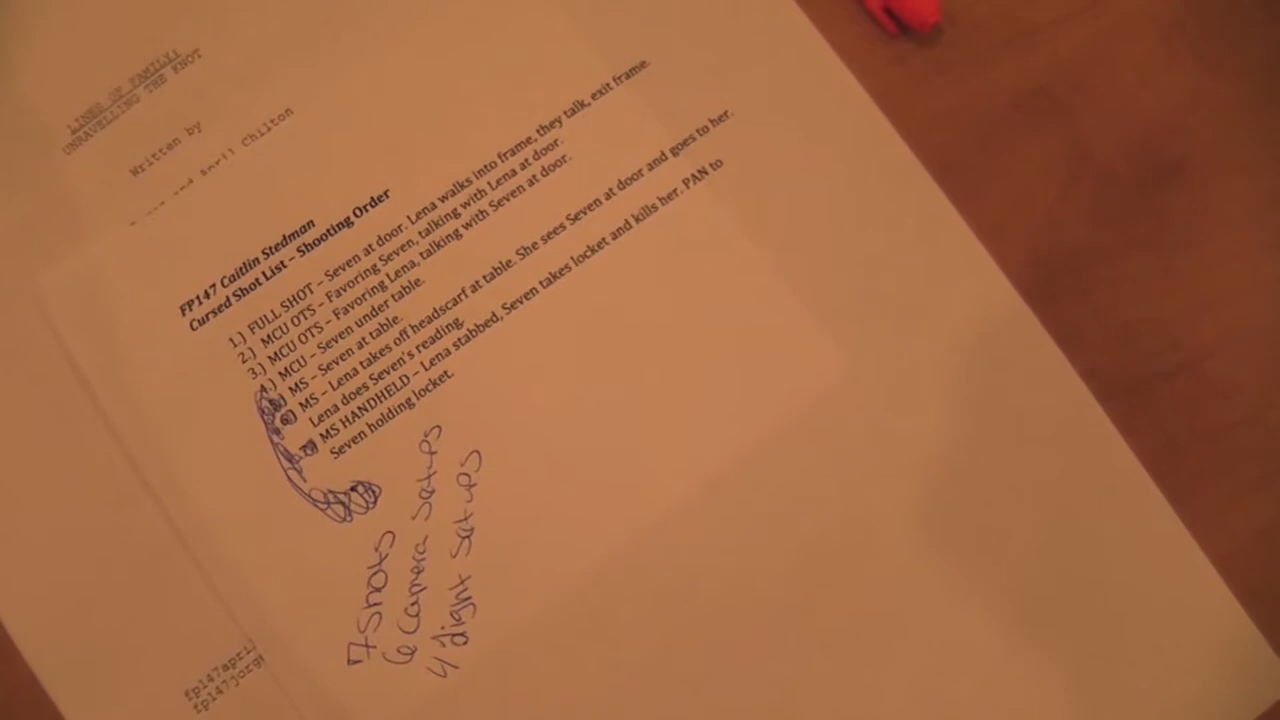 LINES OF FAMILY:
UNRAVELLING THE KNOT
Written by
April Chilton
FP147 Caitlin Stedman
Cursed Shot List – Shooting Order
1.) FULL SHOT – Seven at door. Lena walks into frame, they talk, exit frame.
2.) MCU OTS – Favoring Seven, talking with Lena at door.
3.) MCU OTS – Favoring Lena, talking with Seven at door.
.) MCU – Seven under table.
MS – Seven at table.
MS – Lena takes off headscarf at table. She sees Seven at door and goes to her.
Lena does Seven's reading.
MS HANDHELD – Lena stabbed, Seven takes locket and kills her. PAN to
Seven holding locket.
7 Shots
6 Camera Setups
4 light Setups
fp147apri
fp147jorg